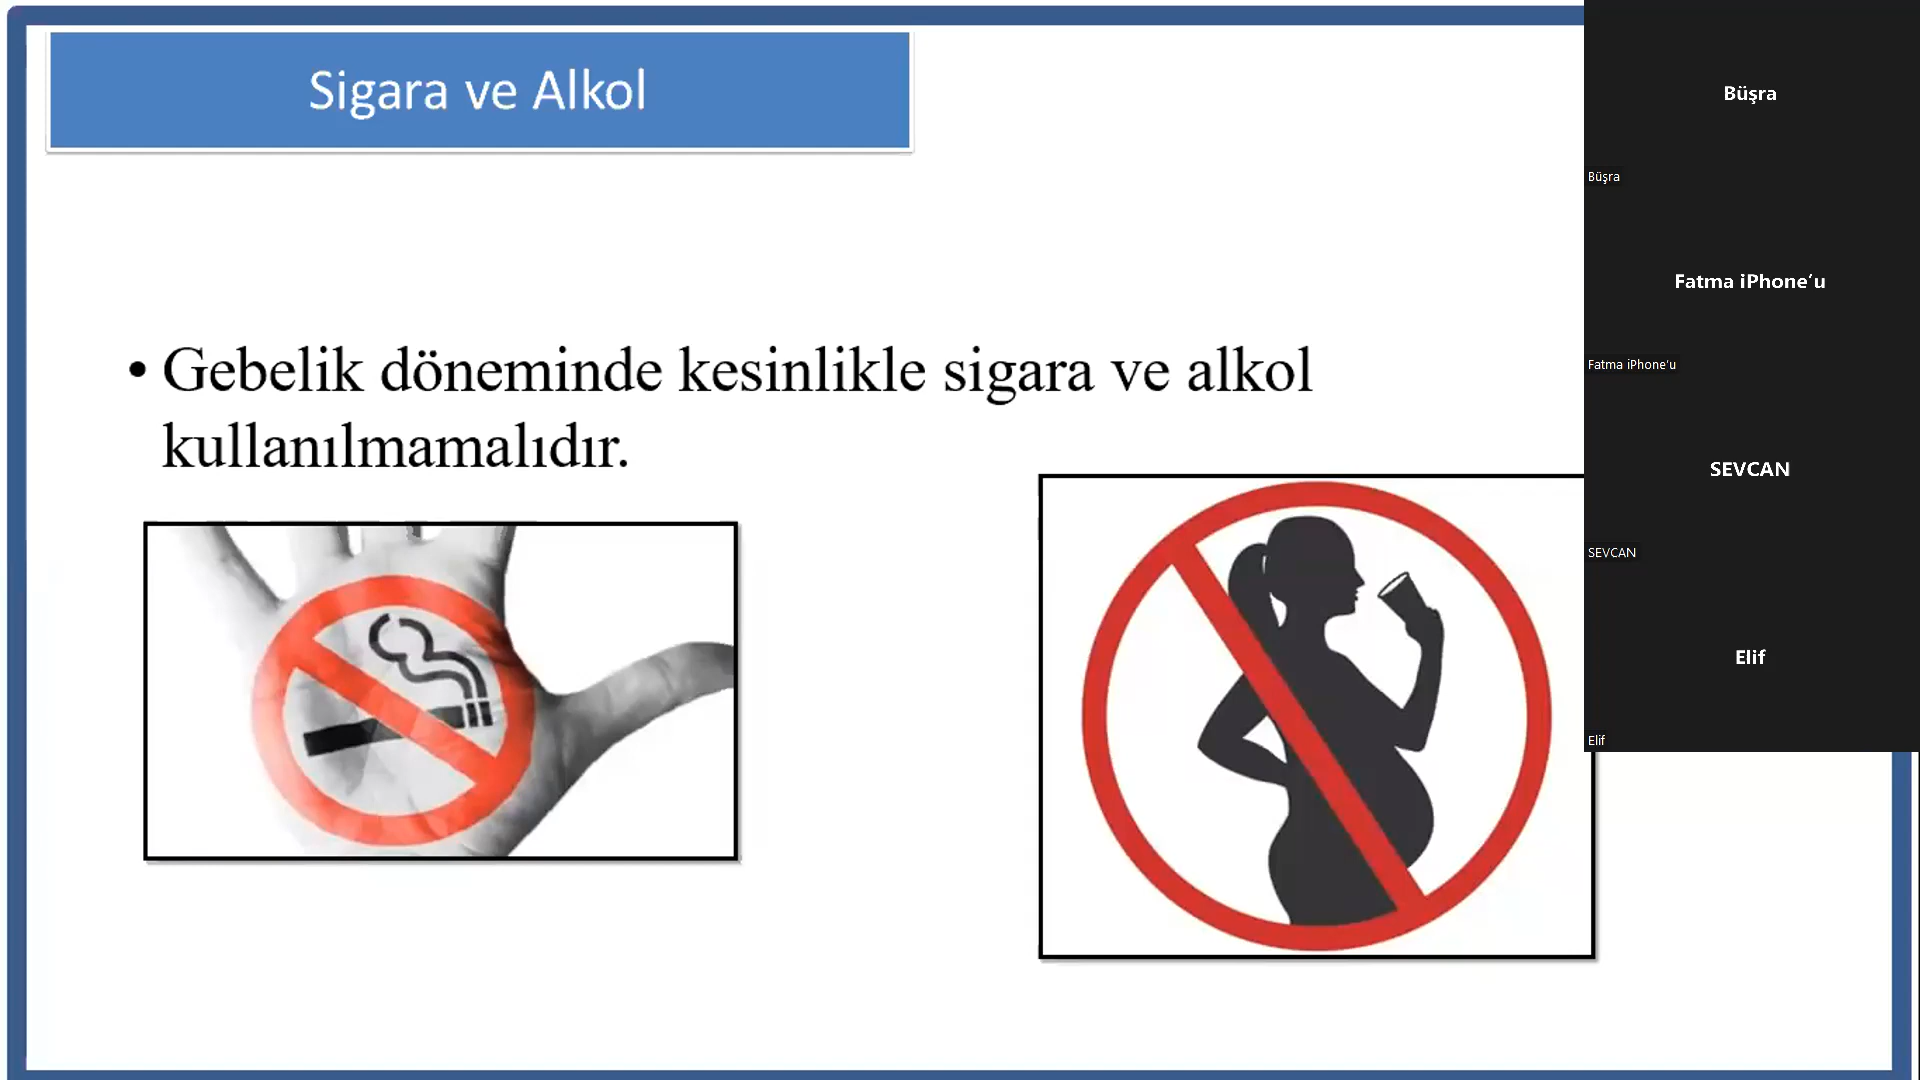 Sigara ve Alkol
• Gebelik döneminde kesinlikle sigara ve alkol
kullanılmamalıdır.
Büşra
Büşra
Fatma iPhone’u
Fatma iPhone'u
SEVCAN
SEVCAN
Elif
Elif